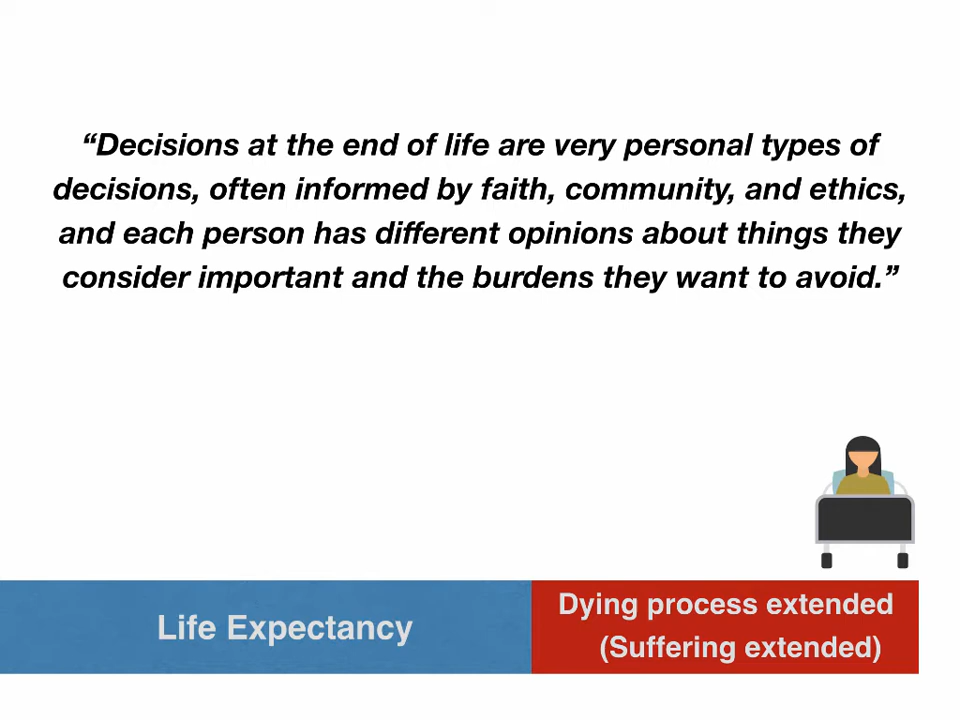 “Decisions at the end of life are very personal types of
decisions, often informed by faith, community, and ethics,
and each person has different opinions about things they
consider important and the burdens they want to avoid.”
Life Expectancy
Dying process extended
(Suffering extended)